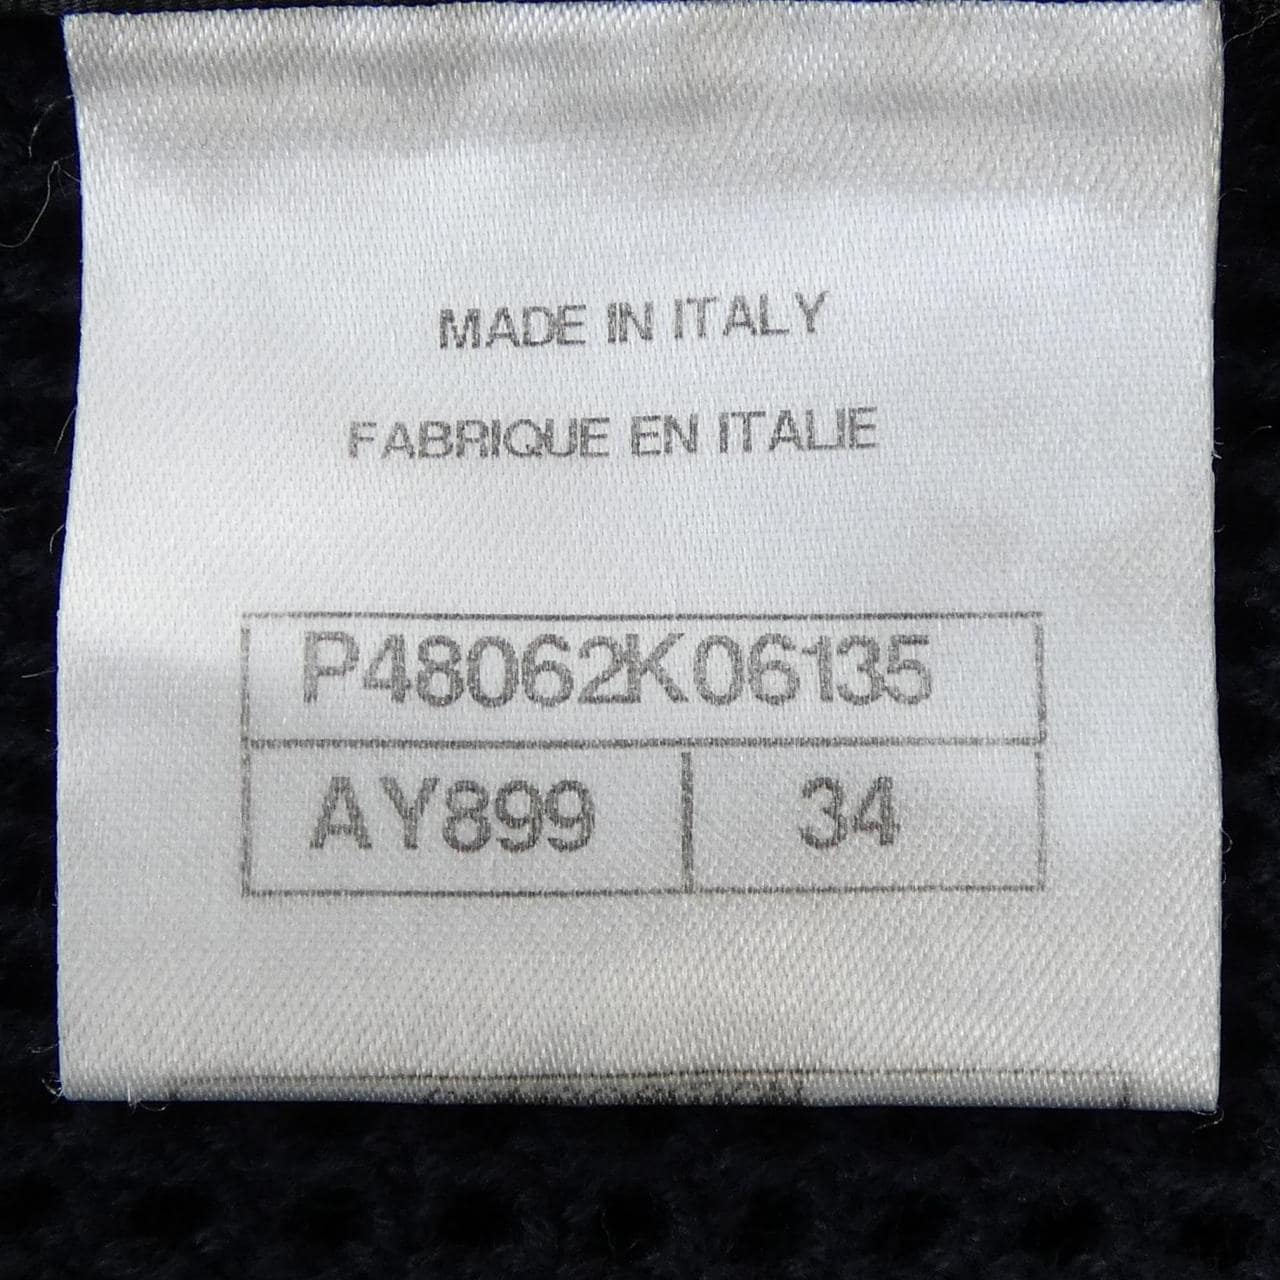 MADE IN ITALY
FABRIQUE EN ITALIE
P48062K06135
AY899 34